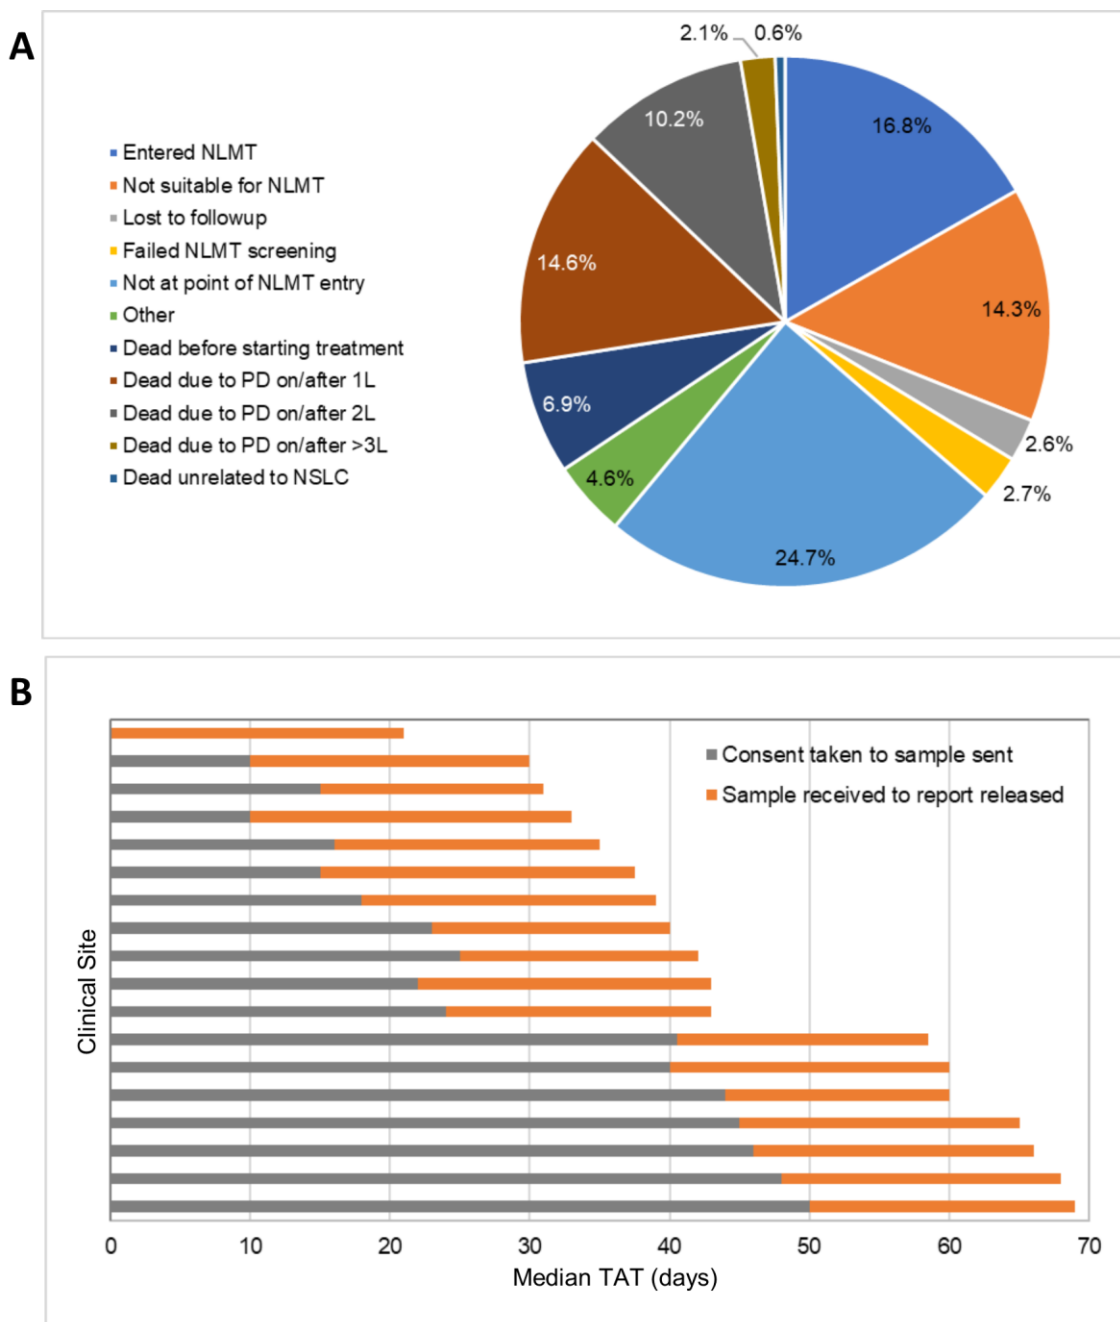 A
2.1% 0.6%
10.2%
16.8%
Entered NLMT
Not suitable for NLMT
Lost to followup
Failed NLMT screening
Not at point of NLMT entry
Other
Dead before starting treatment
Dead due to PD on/after 1L
Dead due to PD on/after 2L
Dead due to PD on/after >3L
Dead unrelated to NSLC
14.6%
14.3%
6.9%
2.6%
4.6%
2.7%
24.7%
B
Consent taken to sample sent
Sample received to report released
Clinical Site
0 10 20 30 40 50 60 70
Median TAT (days)